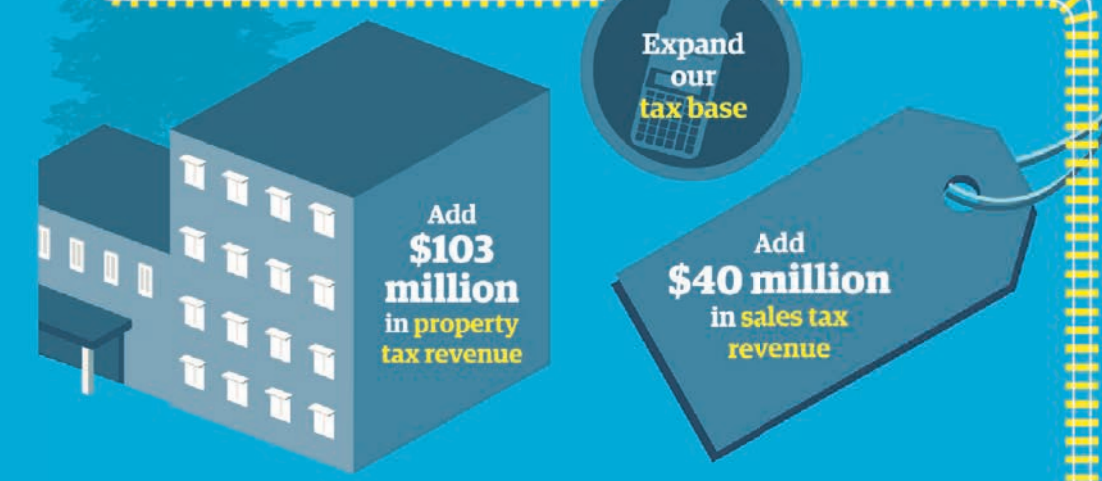 Expand
our
tax base
Add
$103
million
in property
tax revenue
Add
$40 million
in sales tax
revenue